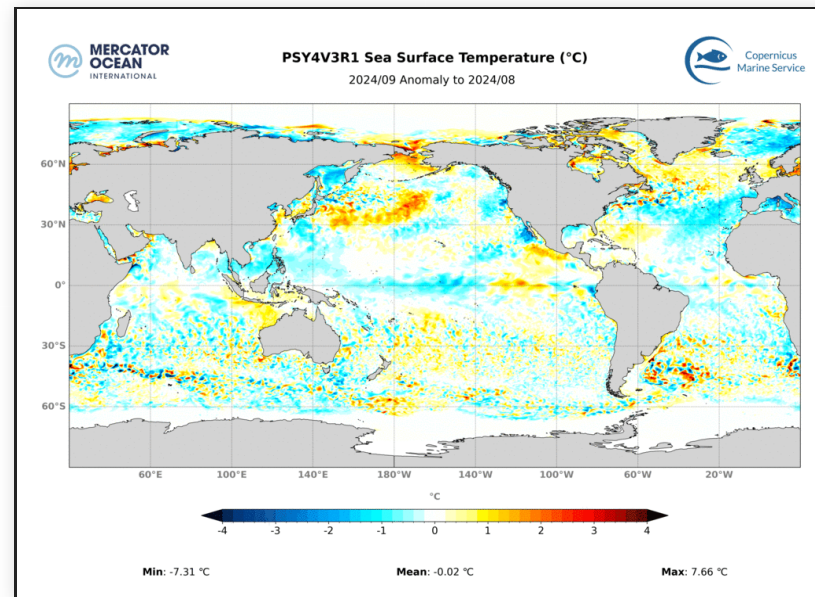 MERCATOR
OCEAN
INTERNATIONAL
PSY4V3R1 Sea Surface Temperature (°C)
2024/09 Anomaly to 2024/08
Copernicus
Marine Service
60°N
30°N
0°
30°S
60°S
60°E 100°E 140°E 180°W 140°W 100°W 60°W 20°W
°C
-4 -3 -2 -1 0 1 2 3 4
Min: -7.31 °C Mean: -0.02 °C Max: 7.66 °C